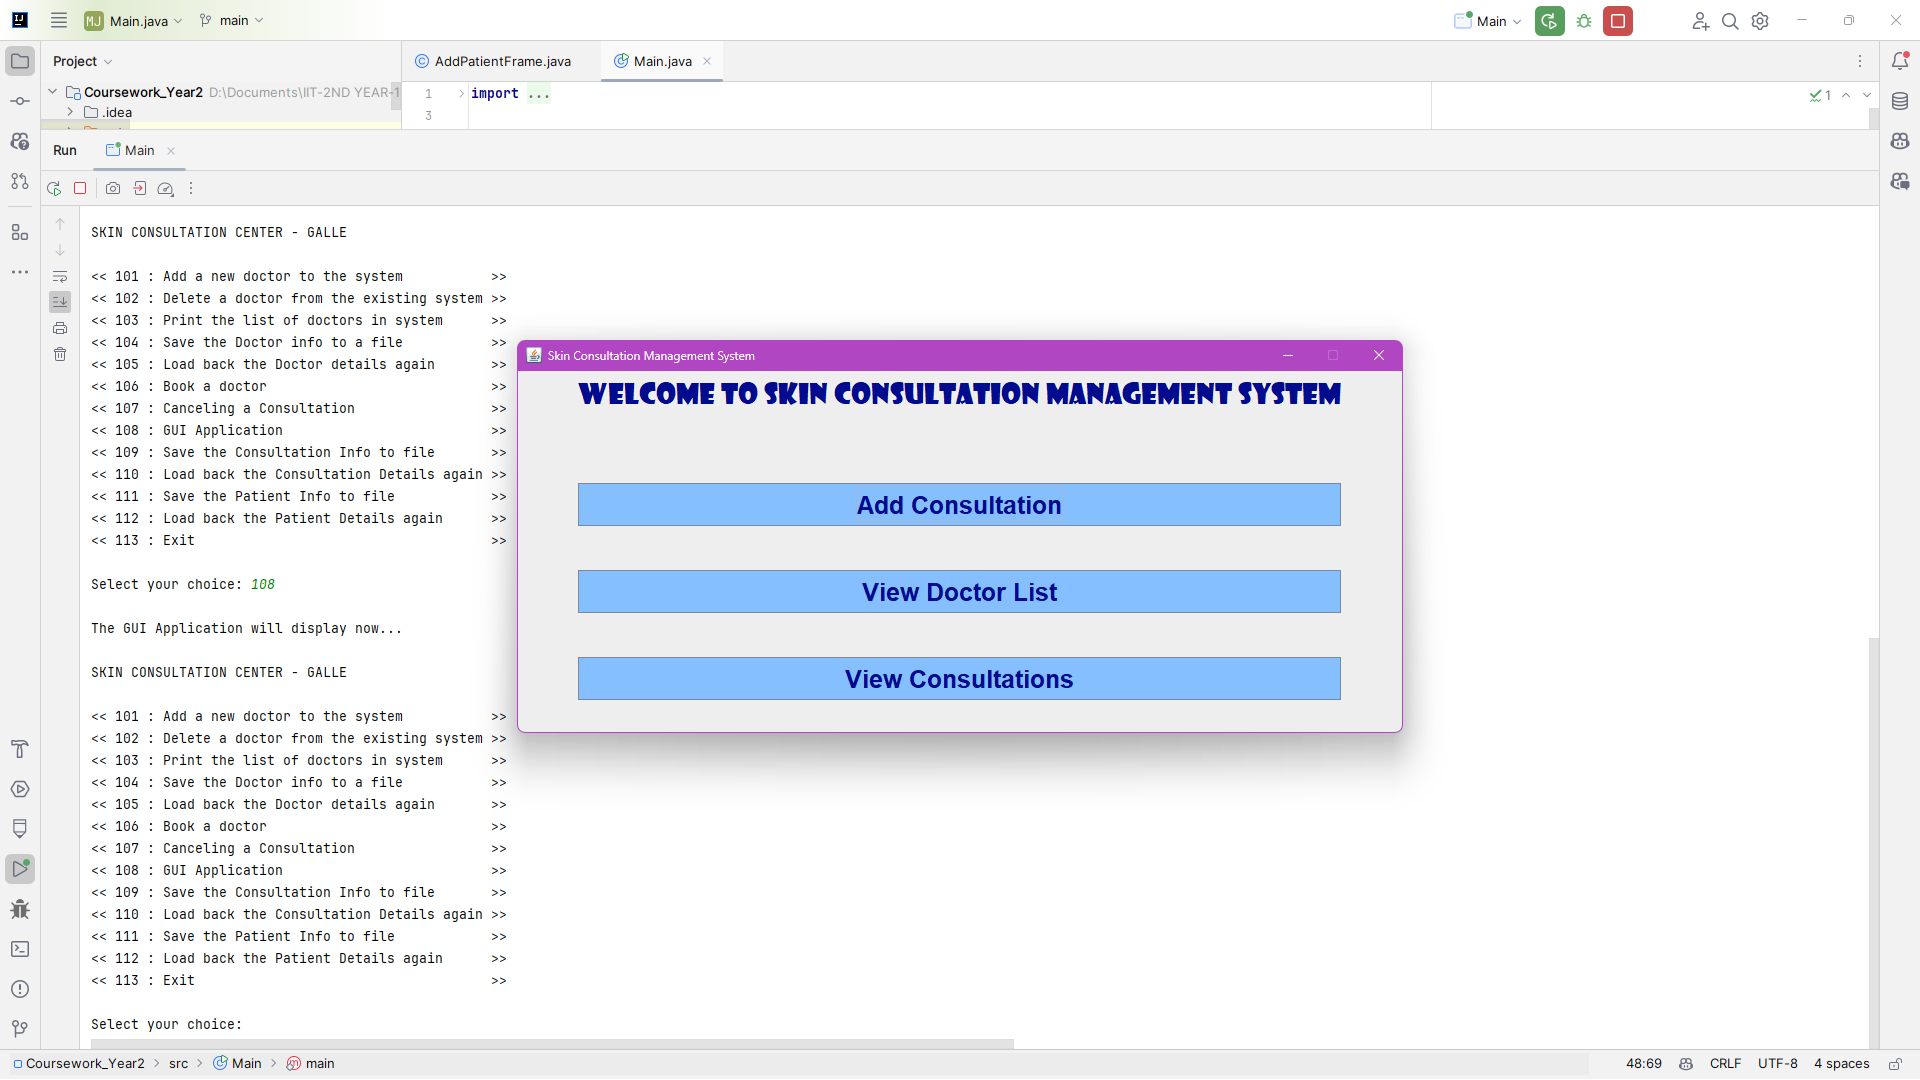 MJ Main.java main Main
Project AddPatientFrame.java Main.java
Coursework_Year2 D:\Documents\IIT-2ND YEAR-1 1 import ... 1
.idea 3
Run Main
SKIN CONSULTATION CENTER - GALLE
<< 101 : Add a new doctor to the system >>
<< 102 : Delete a doctor from the existing system >>
<< 103 : Print the list of doctors in system >>
<< 104 : Save the Doctor info to a file >>
<< 105 : Load back the Doctor details again >>
<< 106 : Book a doctor >>
<< 107 : Canceling a Consultation >>
<< 108 : GUI Application >>
<< 109 : Save the Consultation Info to file >>
<< 110 : Load back the Consultation Details again >>
<< 111 : Save the Patient Info to file >>
<< 112 : Load back the Patient Details again >>
<< 113 : Exit >>
Select your choice: 108
The GUI Application will display now...
SKIN CONSULTATION CENTER - GALLE
<< 101 : Add a new doctor to the system >>
<< 102 : Delete a doctor from the existing system >>
<< 103 : Print the list of doctors in system >>
<< 104 : Save the Doctor info to a file >>
<< 105 : Load back the Doctor details again >>
<< 106 : Book a doctor >>
<< 107 : Canceling a Consultation >>
<< 108 : GUI Application >>
<< 109 : Save the Consultation Info to file >>
<< 110 : Load back the Consultation Details again >>
<< 111 : Save the Patient Info to file >>
<< 112 : Load back the Patient Details again >>
<< 113 : Exit >>
Select your choice:
Skin Consultation Management System
WELCOME TO SKIN CONSULTATION MANAGEMENT SYSTEM
Add Consultation
View Doctor List
View Consultations
Coursework_Year2 > src > Main > main 48:69 CRLF UTF-8 4 spaces